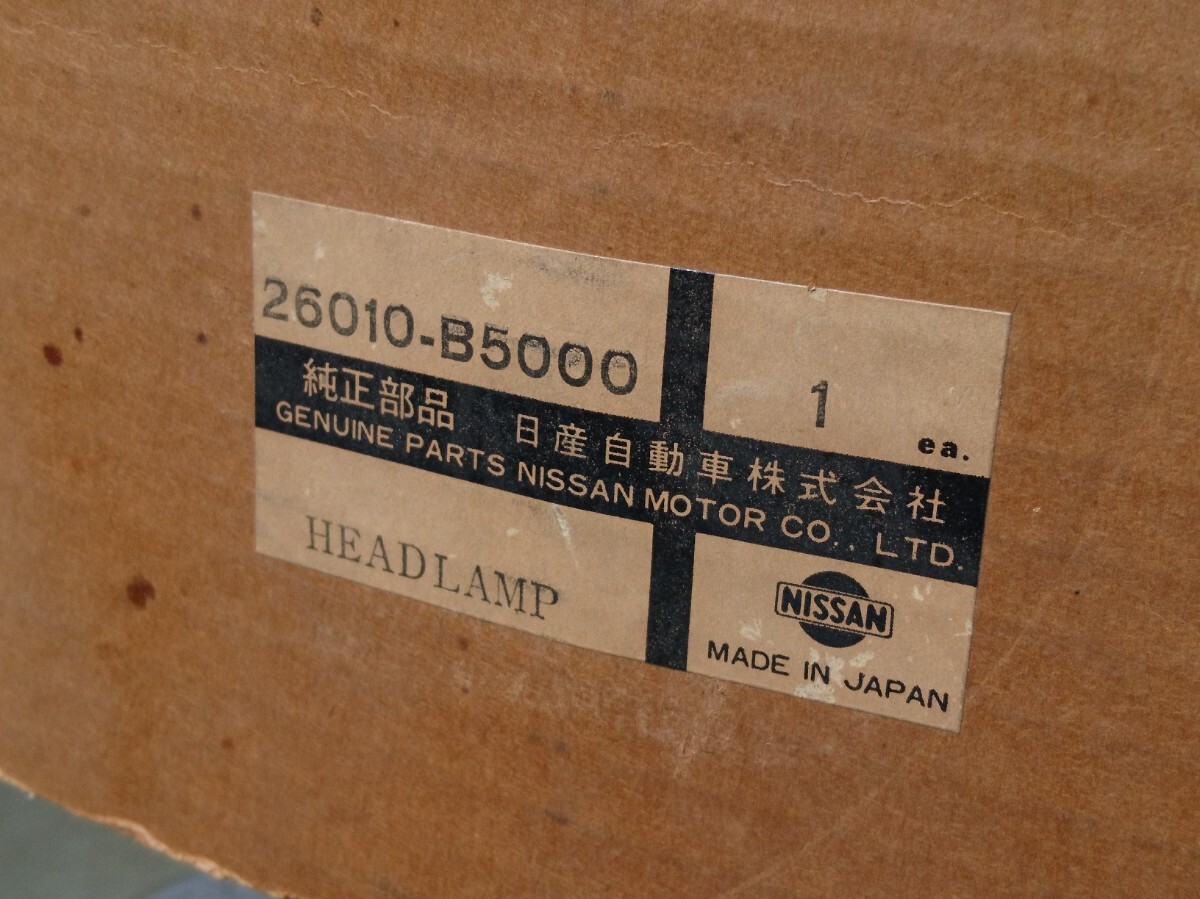 26010-B5000
1
ea.
純正部品 日産自動車株式会社
GENUINE PARTS NISSAN MOTOR CO., LTD.
HEADLAMP
NISSAN
MADE IN JAPAN